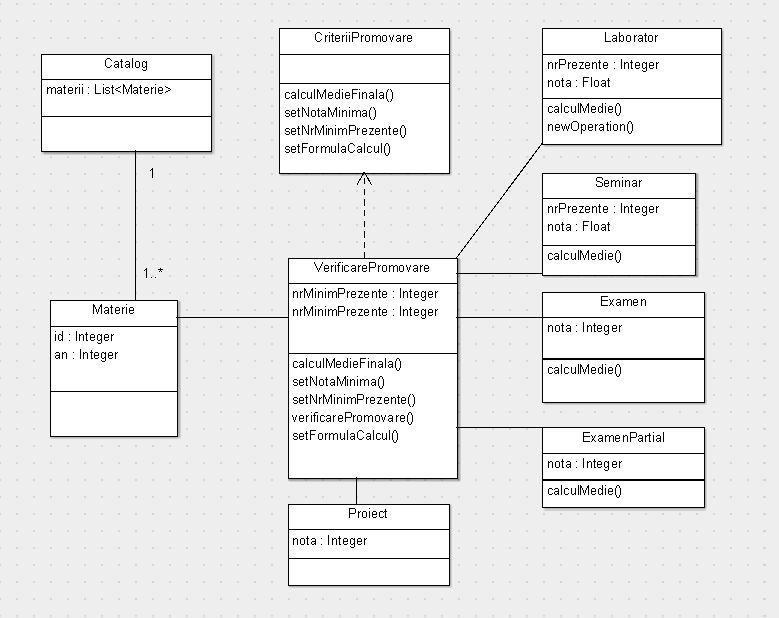 Catalog
materii : List<Materie>
CriteriiPromovare
calculMedieFinala()
setNotaMinima()
setNrMinimPrezente()
setFormulaCalcul()
Laborator
nrPrezente : Integer
nota : Float
calculMedie()
newOperation()
Seminar
nrPrezente : Integer
nota : Float
calculMedie()
1
1..*
Materie
id : Integer
an : Integer
VerificarePromovare
nrMinimPrezente : Integer
nrMinimPrezente : Integer
calculMedieFinala()
setNotaMinima()
setNrMinimPrezente()
verificarePromovare()
setFormulaCalcul()
Examen
nota : Integer
calculMedie()
ExamenPartial
nota : Integer
calculMedie()
Proiect
nota : Integer